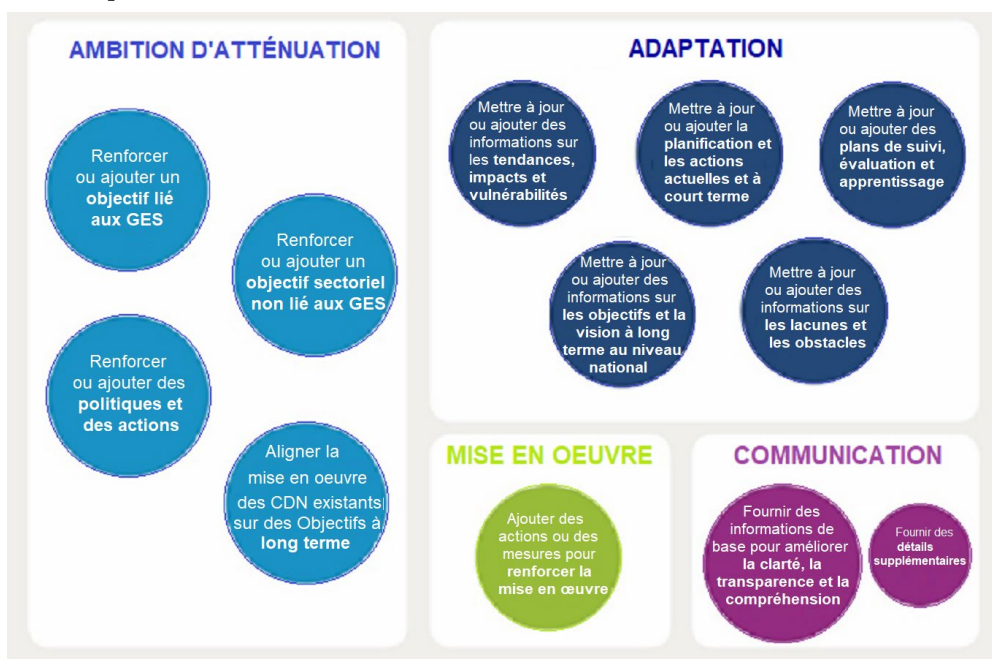 AMBITION D'ATTÉNUATION
Renforcer
ou ajouter un
objectif lié
aux GES
Renforcer
ou ajouter un
objectif sectoriel
non lié aux GES
Renforcer
ou ajouter des
politiques et
des actions
Aligner la
mise en oeuvre
des CDN existants
sur des Objectifs à
long terme
ADAPTATION
Mettre à jour
ou ajouter des
informations sur
les tendances,
impacts et
vulnérabilités
Mettre à jour
ou ajouter la
planification et
les actions
actuelles et à
court terme
Mettre à jour
ou ajouter des
plans de suivi,
évaluation et
apprentissage
Mettre à jour
ou ajouter des
informations sur
les objectifs et la
vision à long
terme au niveau
national
Mettre à jour
ou ajouter des
informations sur
les lacunes et
les obstacles
MISE EN OEUVRE
Ajouter des
actions ou des
mesures pour
renforcer la
mise en œuvre
COMMUNICATION
Fournir des
informations de
base pour améliorer
la clarté, la
transparence et la
compréhension
Fournir des
détails
supplémentaires